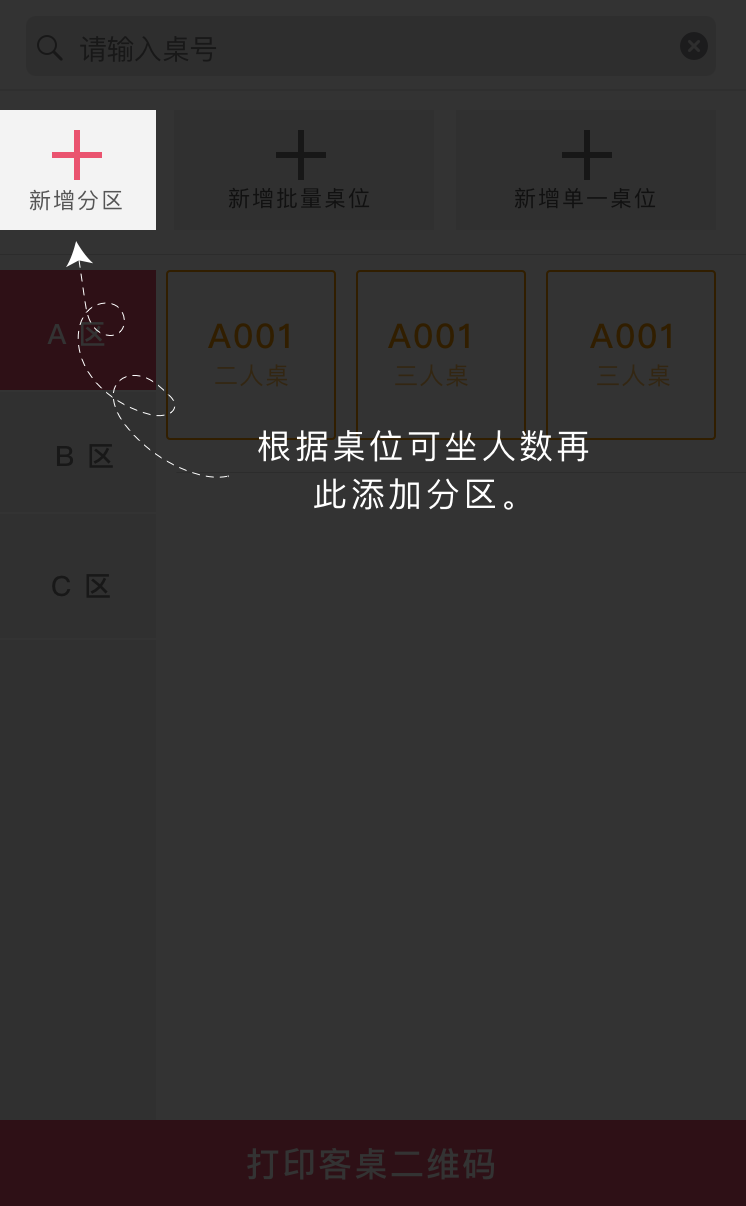 请输入桌号
新增分区
新增批量桌位
新增单一桌位
A 区
A001
二人桌
A001
三人桌
A001
三人桌
B 区
根据桌位可坐人数再
此添加分区。
C 区
打印客桌二维码